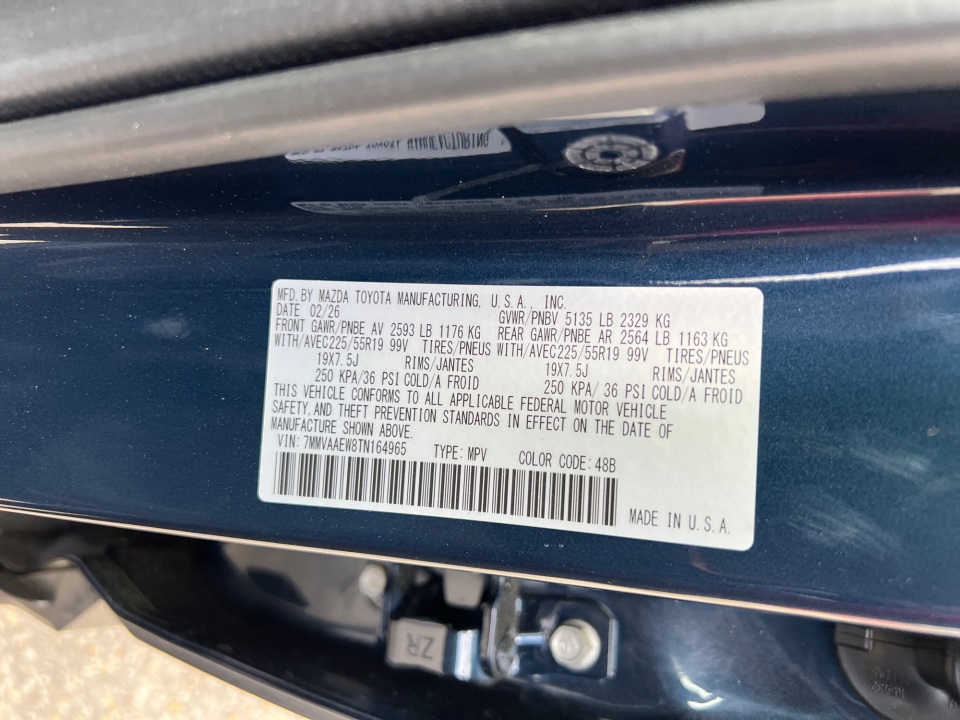 MFD. BY MAZDA TOYOTA MANUFACTURING, U.S.A., INC.
DATE 02/26 GVWR/PNBV 5135 LB 2329 KG
FRONT GAWR/PNBE AV 2593 LB 1176 KG REAR GAWR/PNBE AR 2564 LB 1163 KG
WITH/AVEC225/55R19 99V TIRES/PNEUS WITH/AVEC225/55R19 99V TIRES/PNEUS
19X7.5J RIMS/JANTES 19X7.5J RIMS/JANTES
250 KPA/36 PSI COLD/A FROID 250 KPA/ 36 PSI COLD/A FROID
THIS VEHICLE CONFORMS TO ALL APPLICABLE FEDERAL MOTOR VEHICLE
SAFETY, AND THEFT PREVENTION STANDARDS IN EFFECT ON THE DATE OF
MANUFACTURE SHOWN ABOVE.
VIN: 7MMVAAEW8TN164965 TYPE: MPV COLOR CODE: 48B
MADE IN U.S.A.
ZR